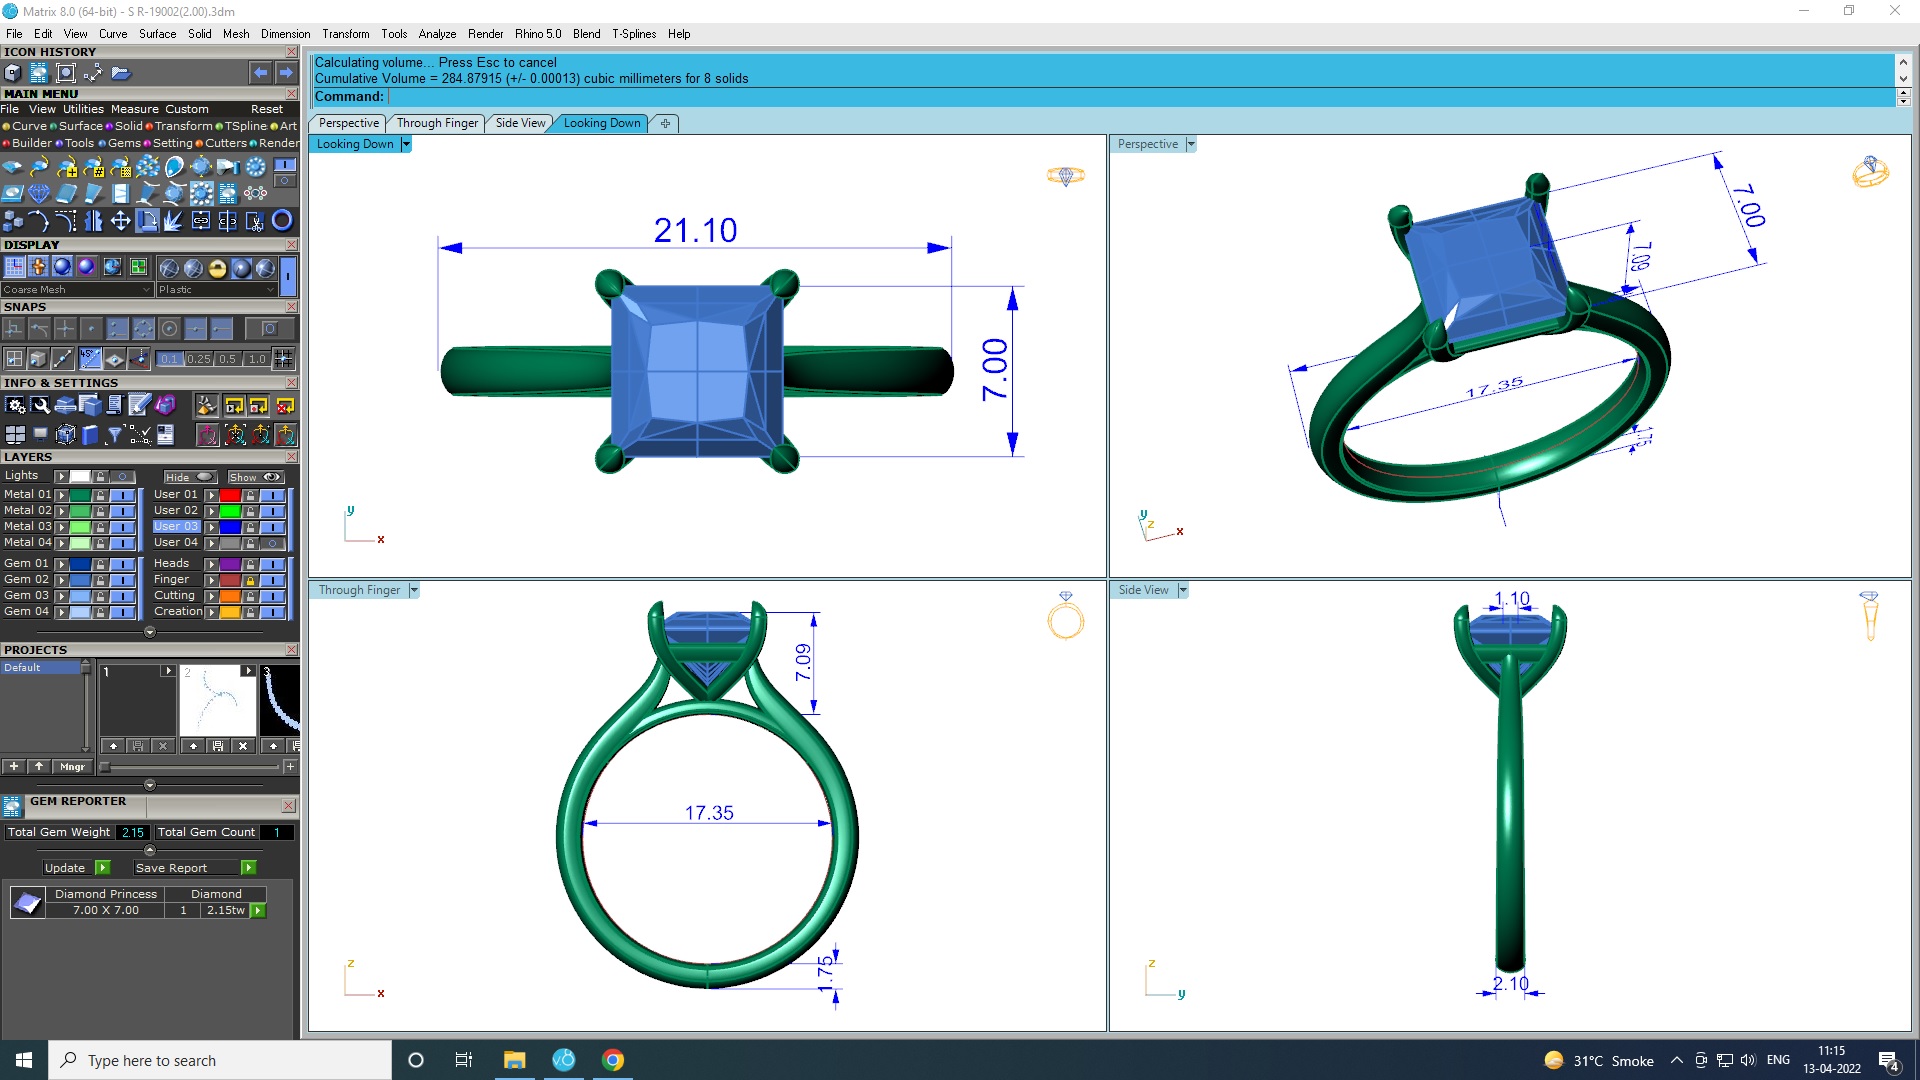 Matrix 8.0 (64-bit) - S R-19002(2.00).3dm
File Edit View Curve Surface Solid Mesh Dimension Transform Tools Analyze Render Rhino 5.0 Blend T-Splines Help
ICON HISTORY
MAIN MENU
File View Utilities Measure Custom Reset
Curve Surface Solid Transform TSpline Art
Builder Tools Gems Setting Cutters Render
DISPLAY
Coarse Mesh Plastic
SNAPS
45°
0.1 0.25 0.5 1.0
INFO & SETTINGS
LAYERS
Lights Hide Show
Metal 01 User 01
Metal 02 User 02
Metal 03 User 03
Metal 04 User 04
Gem 01 Heads
Gem 02 Finger
Gem 03 Cutting
Gem 04 Creation
PROJECTS
Default
1 2 3
Mngr
GEM REPORTER
Total Gem Weight 2.15 Total Gem Count 1
Update Save Report
Diamond Princess Diamond
7.00 X 7.00 1 2.15tw
Calculating volume... Press Esc to cancel
Cumulative Volume = 284.87915 (+/- 0.00013) cubic millimeters for 8 solids
Command:
Perspective Through Finger Side View Looking Down
Looking Down
21.10
7.00
y
x
Perspective
7.00
7.09
17.35
1.75
y
z
x
Through Finger
7.09
17.35
1.75
z
x
Side View
1.10
2.10
z
y
Type here to search
31°C Smoke
ENG
11:15
13-04-2022
4